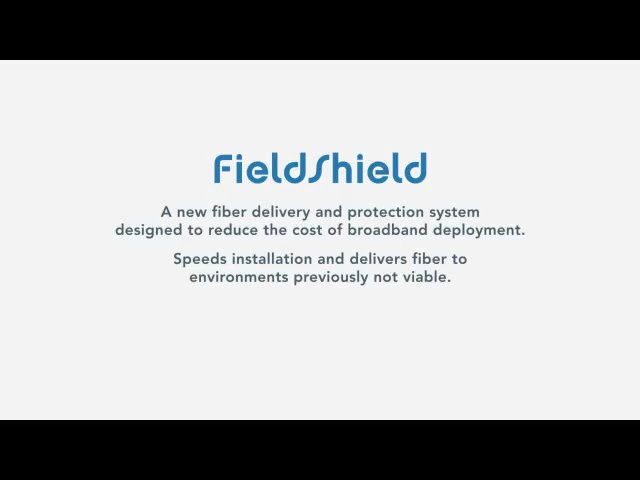 FieldShield
A new fiber delivery and protection system
designed to reduce the cost of broadband deployment.
Speeds installation and delivers fiber to
environments previously not viable.